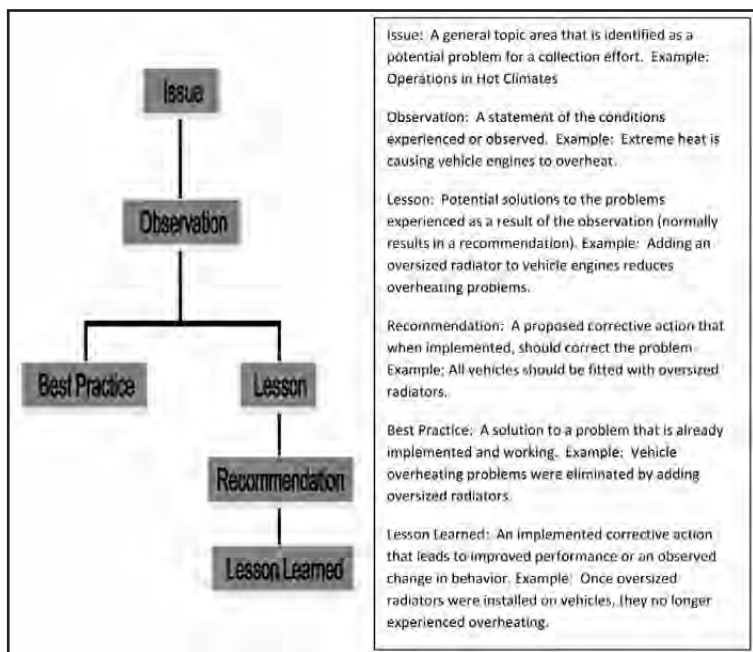 Issue
Observation
Best Practice
Lesson
Recommendation
Lesson Learned
Issue: A general topic area that is identified as a
potential problem for a collection effort. Example:
Operations in Hot Climates
Observation: A statement of the conditions
experienced or observed. Example: Extreme heat is
causing vehicle engines to overheat.
Lesson: Potential solutions to the problems
experienced as a result of the observation (normally
results in a recommendation). Example: Adding an
oversized radiator to vehicle engines reduces
overheating problems.
Recommendation: A proposed corrective action that
when implemented, should correct the problem
Example: All vehicles should be fitted with oversized
radiators.
Best Practice: A solution to a problem that is already
implemented and working. Example: Vehicle
overheating problems were eliminated by adding
oversized radiators.
Lesson Learned: An implemented corrective action
that leads to improved performance or an observed
change in behavior. Example: Once oversized
radiators were installed on vehicles, they no longer
experienced overheating.